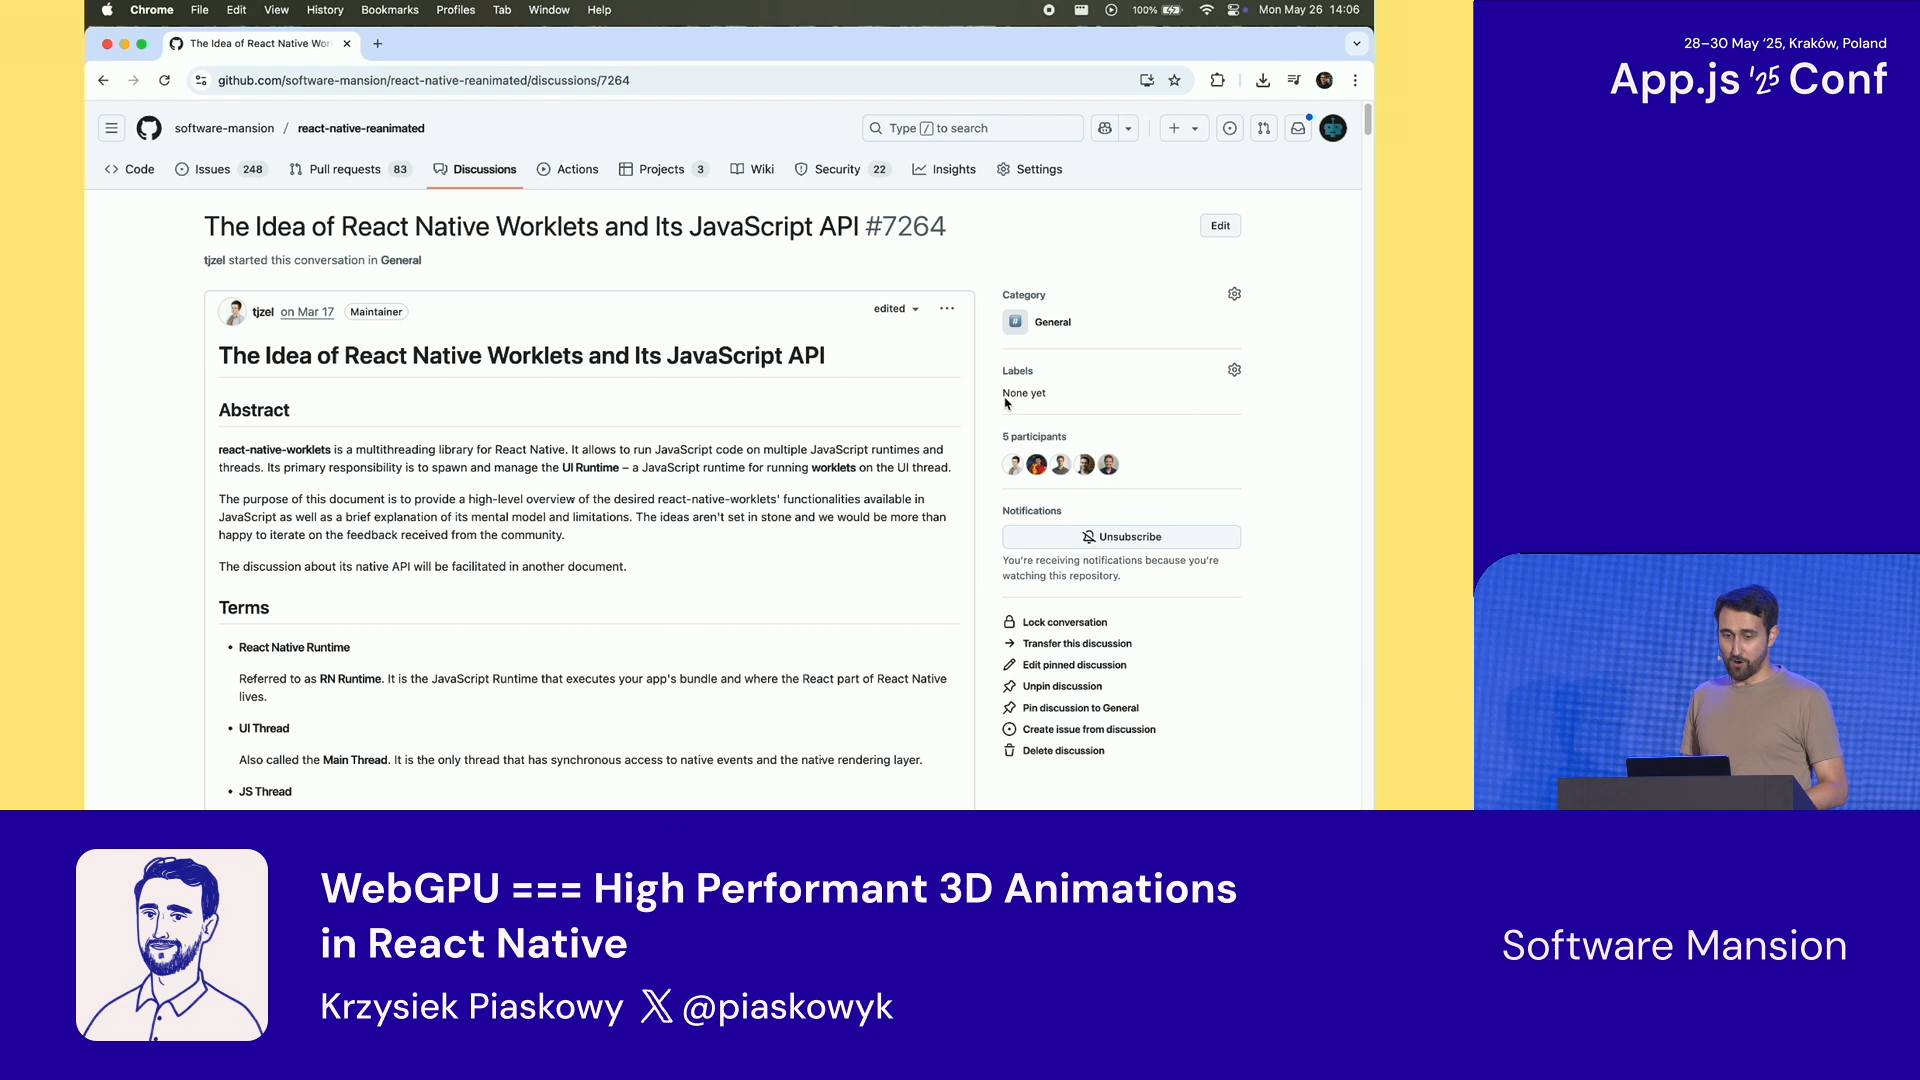 Chrome File Edit View History Bookmarks Profiles Tab Window Help 100% Mon May 26 14:06
The Idea of React Native Wor
github.com/software-mansion/react-native-reanimated/discussions/7264
software-mansion / react-native-reanimated
Type / to search
Code Issues 248 Pull requests 83 Discussions Actions Projects 3 Wiki Security 22 Insights Settings
The Idea of React Native Worklets and Its JavaScript API #7264
Edit
tjzel started this conversation in General
tjzel on Mar 17 Maintainer edited
The Idea of React Native Worklets and Its JavaScript API
Abstract
react-native-worklets is a multithreading library for React Native. It allows to run JavaScript code on multiple JavaScript runtimes and
threads. Its primary responsibility is to spawn and manage the UI Runtime – a JavaScript runtime for running worklets on the UI thread.
The purpose of this document is to provide a high-level overview of the desired react-native-worklets' functionalities available in
JavaScript as well as a brief explanation of its mental model and limitations. The ideas aren't set in stone and we would be more than
happy to iterate on the feedback received from the community.
The discussion about its native API will be facilitated in another document.
Terms
• React Native Runtime
Referred to as RN Runtime. It is the JavaScript Runtime that executes your app's bundle and where the React part of React Native
lives.
• UI Thread
Also called the Main Thread. It is the only thread that has synchronous access to native events and the native rendering layer.
• JS Thread
Category
# General
Labels
None yet
5 participants
Notifications
Unsubscribe
You're receiving notifications because you're
watching this repository.
Lock conversation
Transfer this discussion
Edit pinned discussion
Unpin discussion
Pin discussion to General
Create issue from discussion
Delete discussion
28–30 May '25, Kraków, Poland
App.js '25 Conf
WebGPU === High Performant 3D Animations
in React Native
Krzysiek Piaskowy X @piaskowyk
Software Mansion